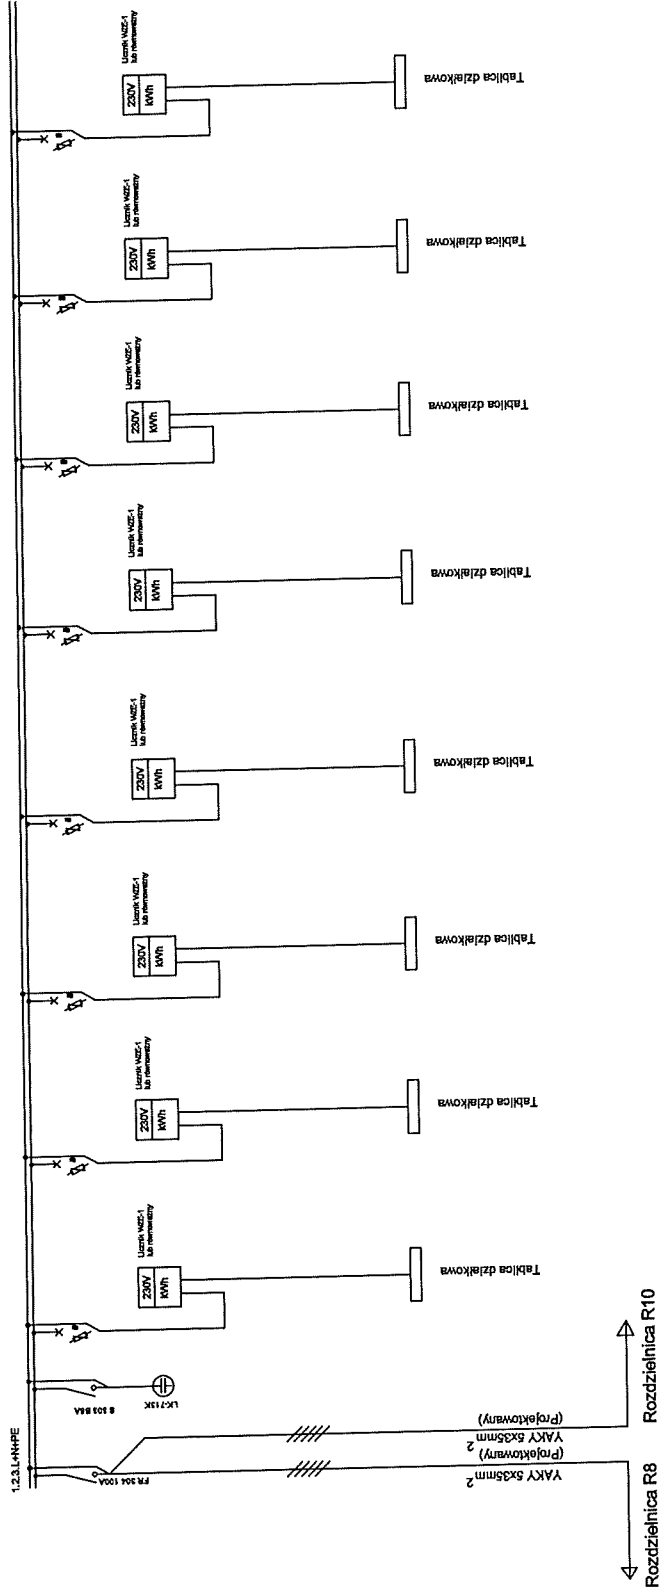 Licznik WZE-1
lub równoważny
230V
kWh
Tablica działkowa
Licznik WZE-1
lub równoważny
230V
kWh
Tablica działkowa
Licznik WZE-1
lub równoważny
230V
kWh
Tablica działkowa
Licznik WZE-1
lub równoważny
230V
kWh
Tablica działkowa
Licznik WZE-1
lub równoważny
230V
kWh
Tablica działkowa
Licznik WZE-1
lub równoważny
230V
kWh
Tablica działkowa
Licznik WZE-1
lub równoważny
230V
kWh
Tablica działkowa
Licznik WZE-1
lub równoważny
230V
kWh
Tablica działkowa
S 303 B6A
LK-713K
1.2.3.L+N+PE
FR 304 100A
YAKY 5x35mm2
(Projektowany)
YAKY 5x35mm2
(Projektowany)
Rozdzielnica R10
Rozdzielnica R8